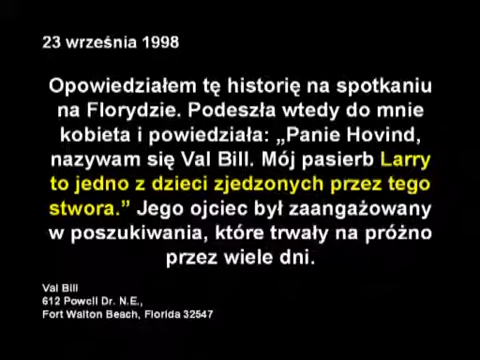 23 września 1998
Opowiedziałem tę historię na spotkaniu
na Florydzie. Podeszła wtedy do mnie
kobieta i powiedziała: „Panie Hovind,
nazywam się Val Bill. Mój pasierb Larry
to jedno z dzieci zjedzonych przez tego
stwora.” Jego ojciec był zaangażowany
w poszukiwania, które trwały na próżno
przez wiele dni.
Val Bill
612 Powell Dr. N.E.,
Fort Walton Beach, Florida 32547